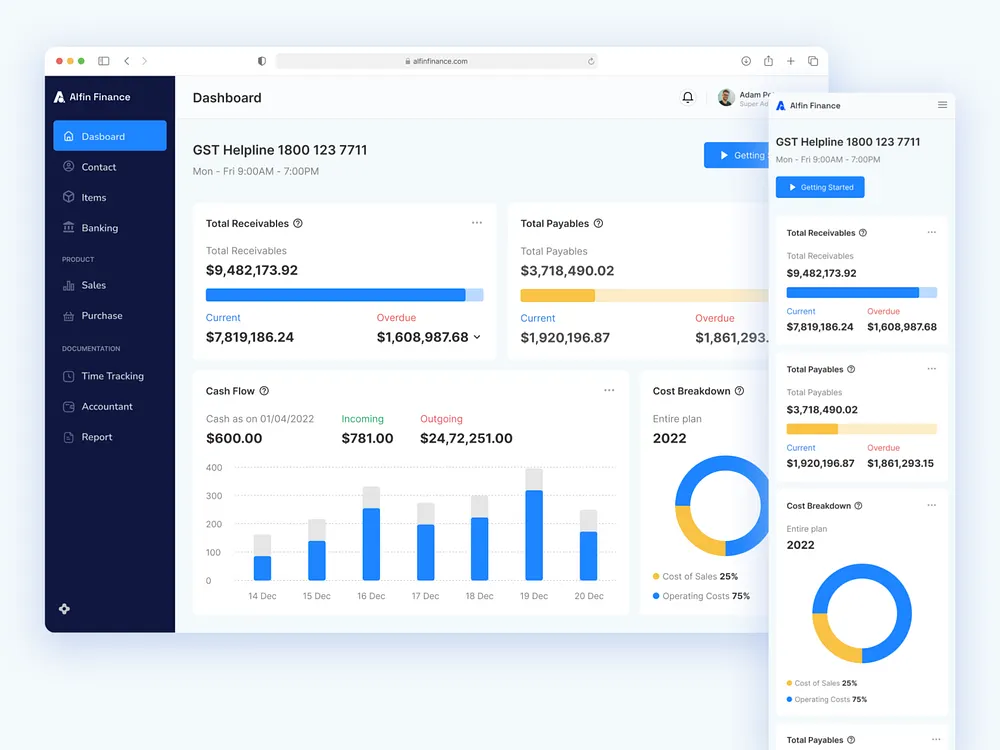 alfinfinance.com
Alfin Finance
Dasboard
Contact
Items
Banking
PRODUCT
Sales
Purchase
DOCUMENTATION
Time Tracking
Accountant
Report
Dashboard
Adam
Super
GST Helpline 1800 123 7711
Mon - Fri 9:00AM - 7:00PM
Getting
Total Receivables ?
Total Receivables
$9,482,173.92
Current Overdue
$7,819,186.24 $1,608,987.68
Total Payables ?
Total Payables
$3,718,490.02
Current Overdue
$1,920,196.87 $1,861,293.
Cash Flow ?
Cash as on 01/04/2022 Incoming Outgoing
$600.00 $781.00 $24,72,251.00
400
300
200
100
0
14 Dec 15 Dec 16 Dec 17 Dec 18 Dec 19 Dec 20 Dec
Cost Breakdown ?
Entire plan
2022
Cost of Sales 25%
Operating Costs 75%
Alfin Finance
GST Helpline 1800 123 7711
Mon - Fri 9:00AM - 7:00PM
Getting Started
Total Receivables ?
Total Receivables
$9,482,173.92
Current Overdue
$7,819,186.24 $1,608,987.68
Total Payables ?
Total Payables
$3,718,490.02
Current Overdue
$1,920,196.87 $1,861,293.15
Cost Breakdown ?
Entire plan
2022
Cost of Sales 25%
Operating Costs 75%
Total Payables ?